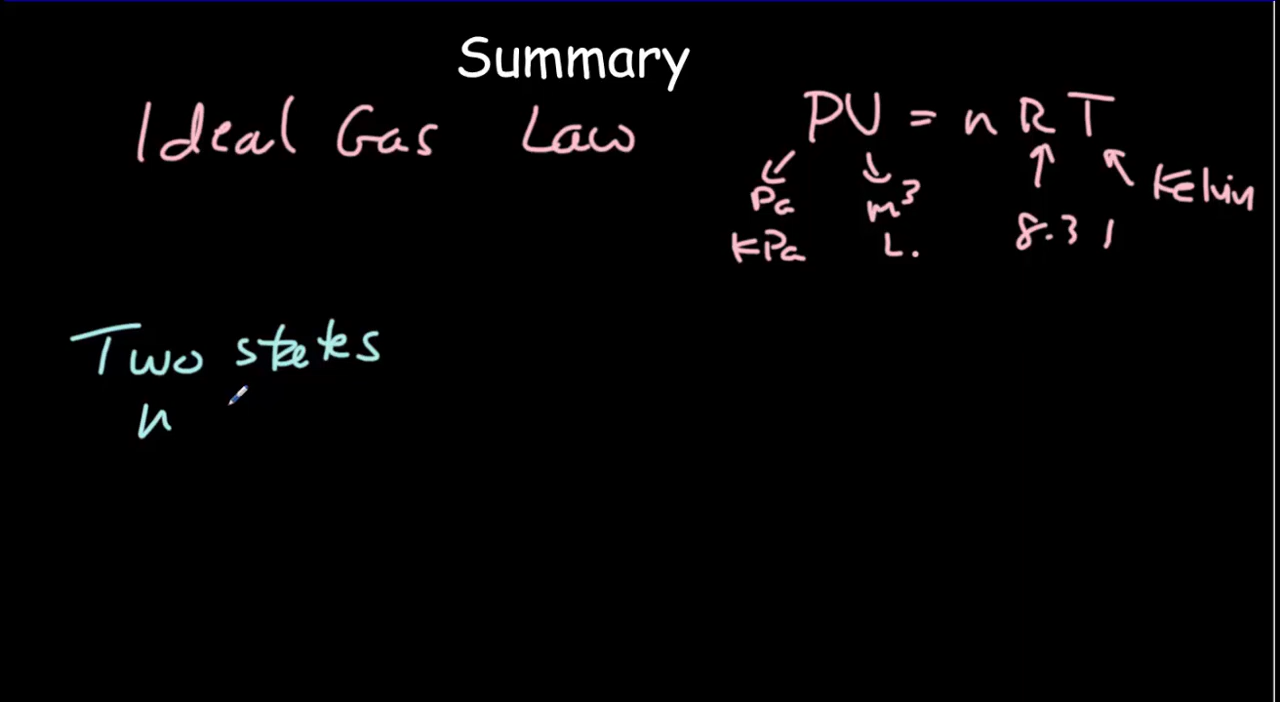 Summary
Ideal Gas Law PV = nRT
Pa m³ Kelvin
KPa L. 8.31
Two states
n